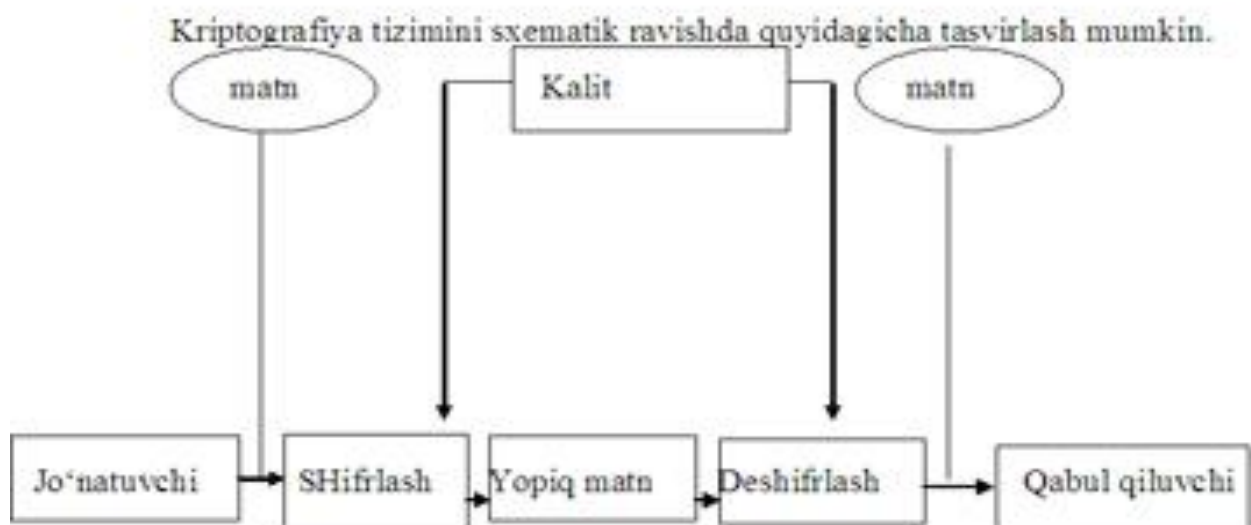 Kriptografiya tizimini sxematik ravishda quyidagicha tasvirlash mumkin.
matn
Kalit
matn
Jo‘natuvchi
SHifrlash
Yopiq matn
Deshifrlash
Qabul qiluvchi